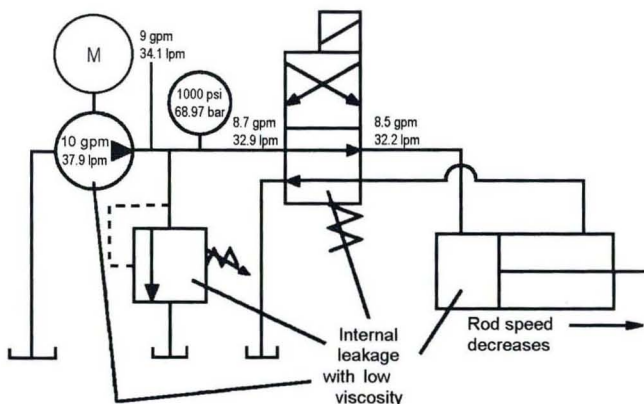 9 gpm
34.1 lpm
M
1000 psi
68.97 bar
8.7 gpm
32.9 lpm
8.5 gpm
32.2 lpm
10 gpm
37.9 lpm
Internal
leakage
with low
viscosity
Rod speed
decreases